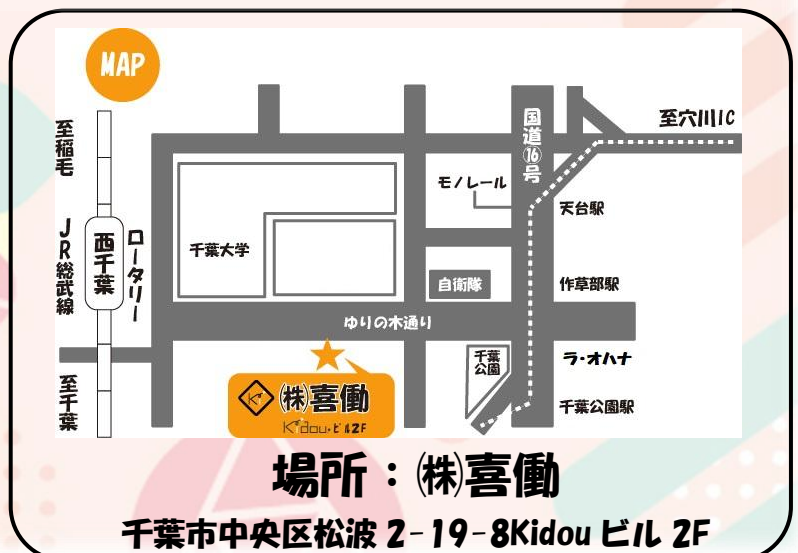 MAP
至稲毛
JR総武線
西千葉
ロータリー
至千葉
千葉大学
モノレール
国道⑯号
至穴川IC
天台駅
自衛隊
作草部駅
ゆりの木通り
千葉
公園
ラ・オハナ
千葉公園駅
㈱喜働
Kidou・ビル2F
場所：㈱喜働
千葉市中央区松波2-19-8Kidouビル 2F